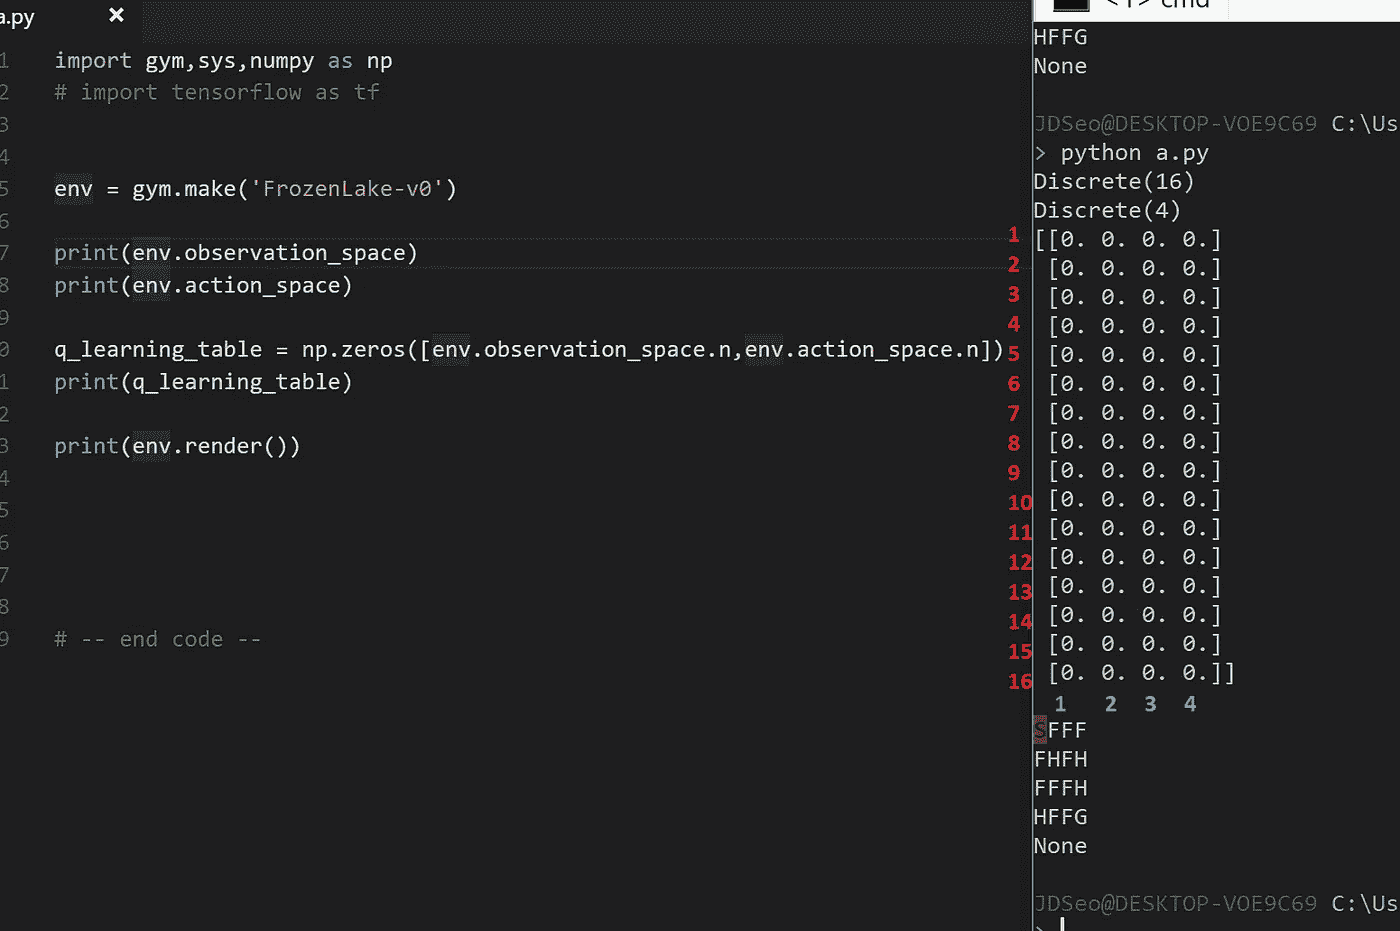 a.py ×
1 import gym,sys,numpy as np
2 # import tensorflow as tf
3
4
5 env = gym.make('FrozenLake-v0')
6
7 print(env.observation_space)
8 print(env.action_space)
9
0 q_learning_table = np.zeros([env.observation_space.n,env.action_space.n])
1 print(q_learning_table)
2
3 print(env.render())
4
5
6
7
8
9 # -- end code --
cmd
HFFG
None
JDSeo@DESKTOP-VOE9C69 C:\Us
> python a.py
Discrete(16)
Discrete(4)
1 [[0. 0. 0. 0.]
2 [0. 0. 0. 0.]
3 [0. 0. 0. 0.]
4 [0. 0. 0. 0.]
5 [0. 0. 0. 0.]
6 [0. 0. 0. 0.]
7 [0. 0. 0. 0.]
8 [0. 0. 0. 0.]
9 [0. 0. 0. 0.]
10 [0. 0. 0. 0.]
11 [0. 0. 0. 0.]
12 [0. 0. 0. 0.]
13 [0. 0. 0. 0.]
14 [0. 0. 0. 0.]
15 [0. 0. 0. 0.]
16 [0. 0. 0. 0.]]
1 2 3 4
SFFF
FHFH
FFFH
HFFG
None
JDSeo@DESKTOP-VOE9C69 C:\Us
>